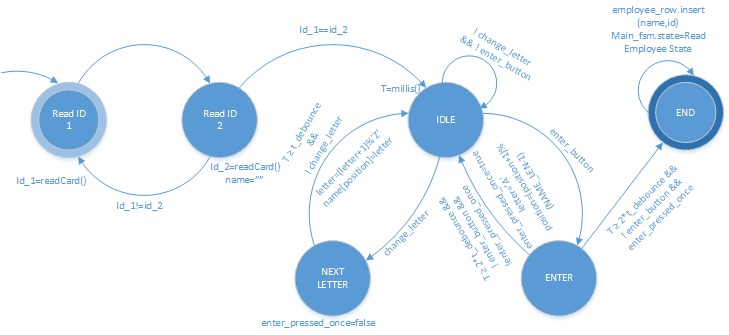 employee_row.insert
(name,id)
Main_fsm.state=Read
Employee State
Id_1==id_2
! change_letter
&& ! enter_button
T=millis()
Read ID
1
Read ID
2
IDLE
END
T ≥ t_debounce
&&
! change_letter
letter=(letter+1)% 'Z'
name[position]=letter
enter_button
position=(position+1)%
(NAME_LEN-1)
letter='A'
enter_pressed_once=true
T ≥ 2*t_debounce &&
! enter_button &&
!enter_pressed_once
T ≥ 2*t_debounce &&
! enter_button &&
enter_pressed_once
Id_1=readCard()
Id_2=readCard()
name=""
Id_1!=id_2
change_letter
NEXT
LETTER
ENTER
enter_pressed_once=false